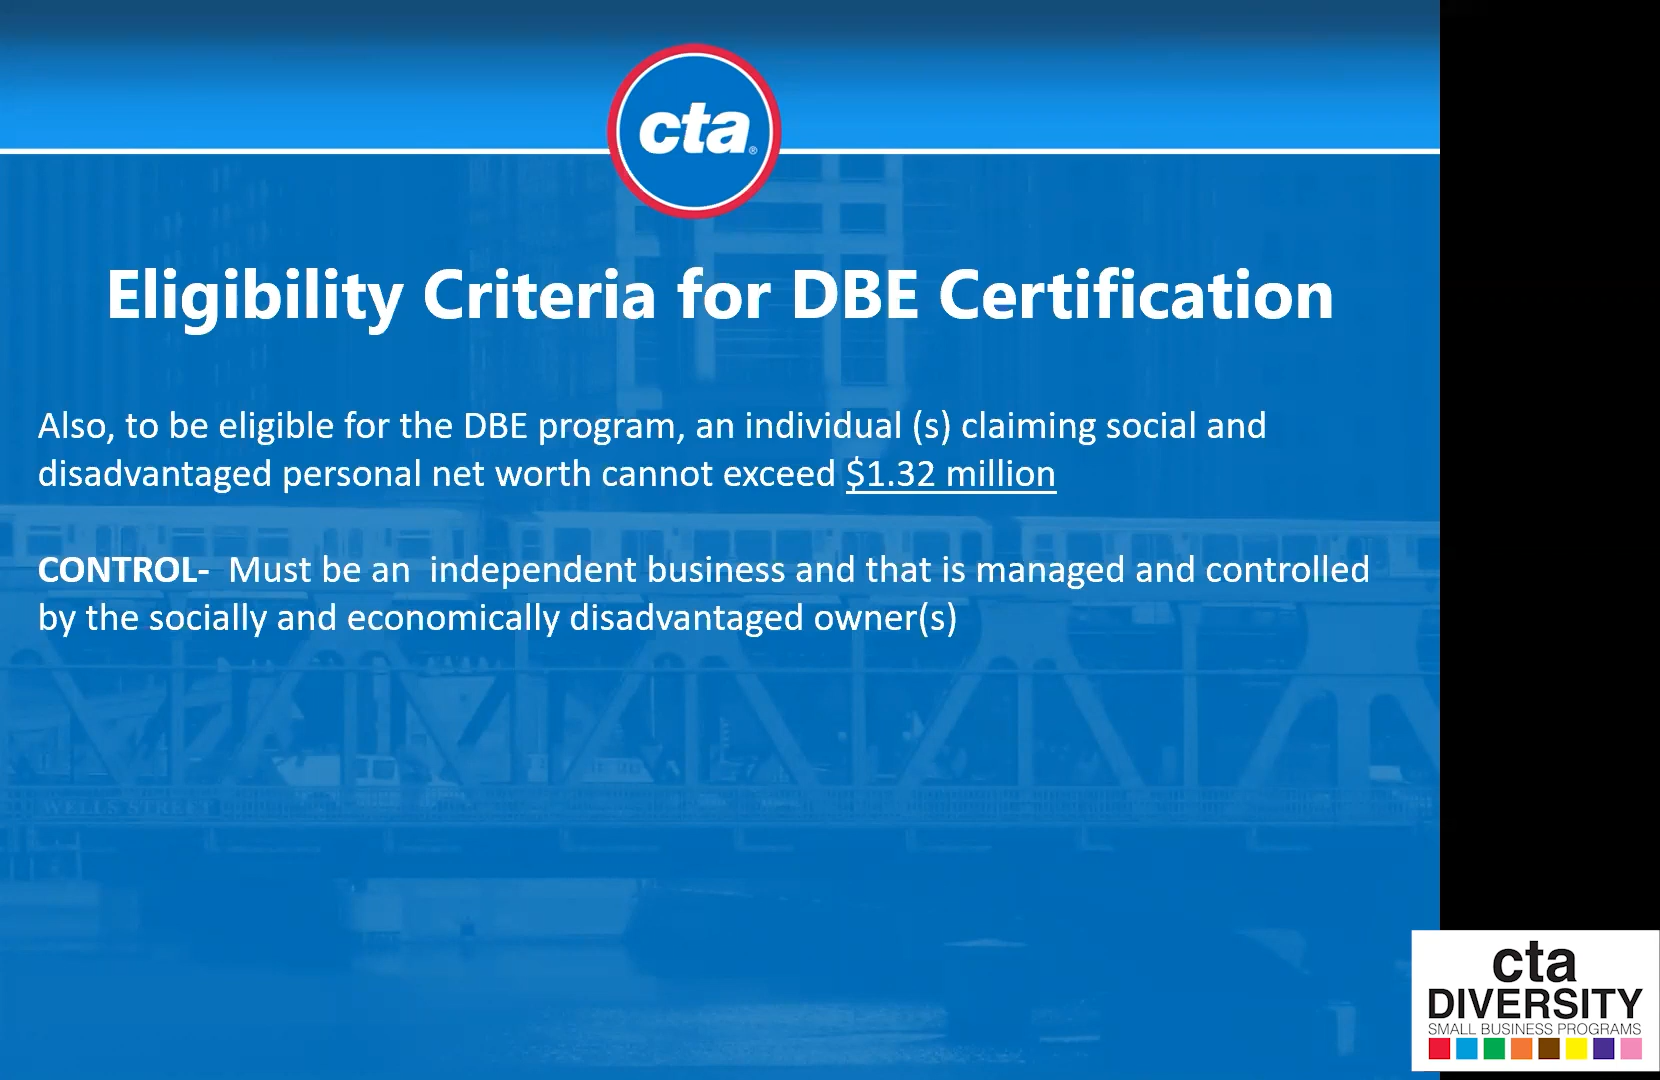 cta®
Eligibility Criteria for DBE Certification
Also, to be eligible for the DBE program, an individual (s) claiming social and
disadvantaged personal net worth cannot exceed $1.32 million
CONTROL-  Must be an  independent business and that is managed and controlled
by the socially and economically disadvantaged owner(s)
WELLS STREET
cta
DIVERSITY
SMALL BUSINESS PROGRAMS